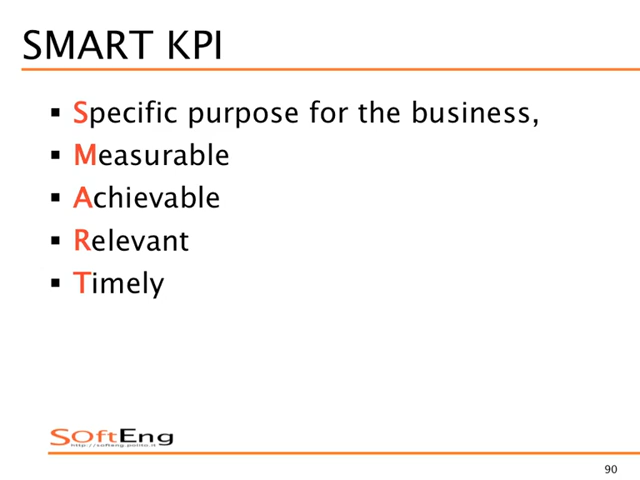 SMART KPI
▪ Specific purpose for the business,
▪ Measurable
▪ Achievable
▪ Relevant
▪ Timely
SOftEng
http://softeng.polito.it
90